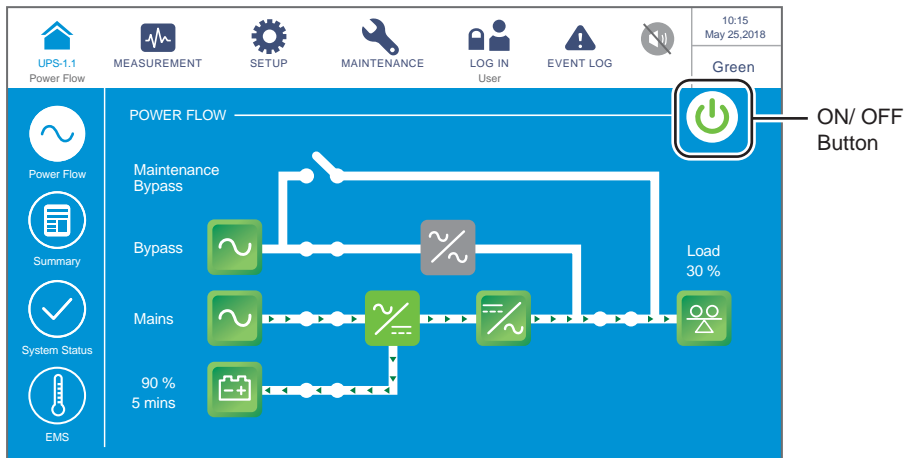 10:15
May 25,2018
UPS-1.1
MEASUREMENT
SETUP
MAINTENANCE
LOG IN
EVENT LOG
Power Flow
User
Green
POWER FLOW
ON/ OFF
Button
Power Flow
Maintenance
Bypass
Bypass
Load
30 %
Summary
Mains
System Status
90 %
5 mins
EMS